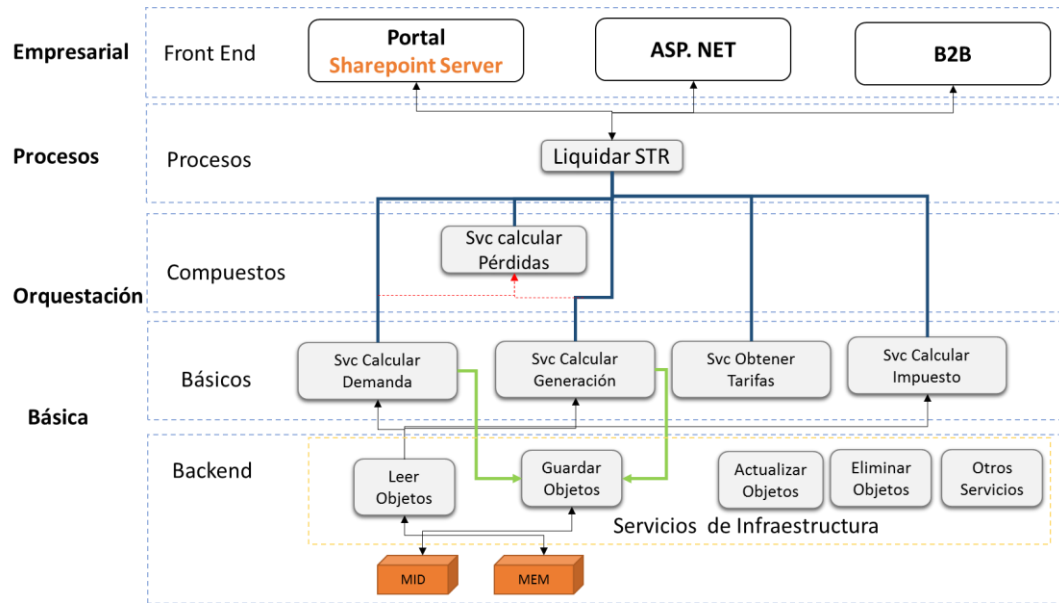 Empresarial
Front End
Portal
Sharepoint Server
ASP. NET
B2B
Procesos
Procesos
Liquidar STR
Orquestación
Compuestos
Svc calcular
Pérdidas
Básica
Básicos
Svc Calcular
Demanda
Svc Calcular
Generación
Svc Obtener
Tarifas
Svc Calcular
Impuesto
Backend
Leer
Objetos
Guardar
Objetos
Actualizar
Objetos
Eliminar
Objetos
Otros
Servicios
Servicios de Infraestructura
MID
MEM